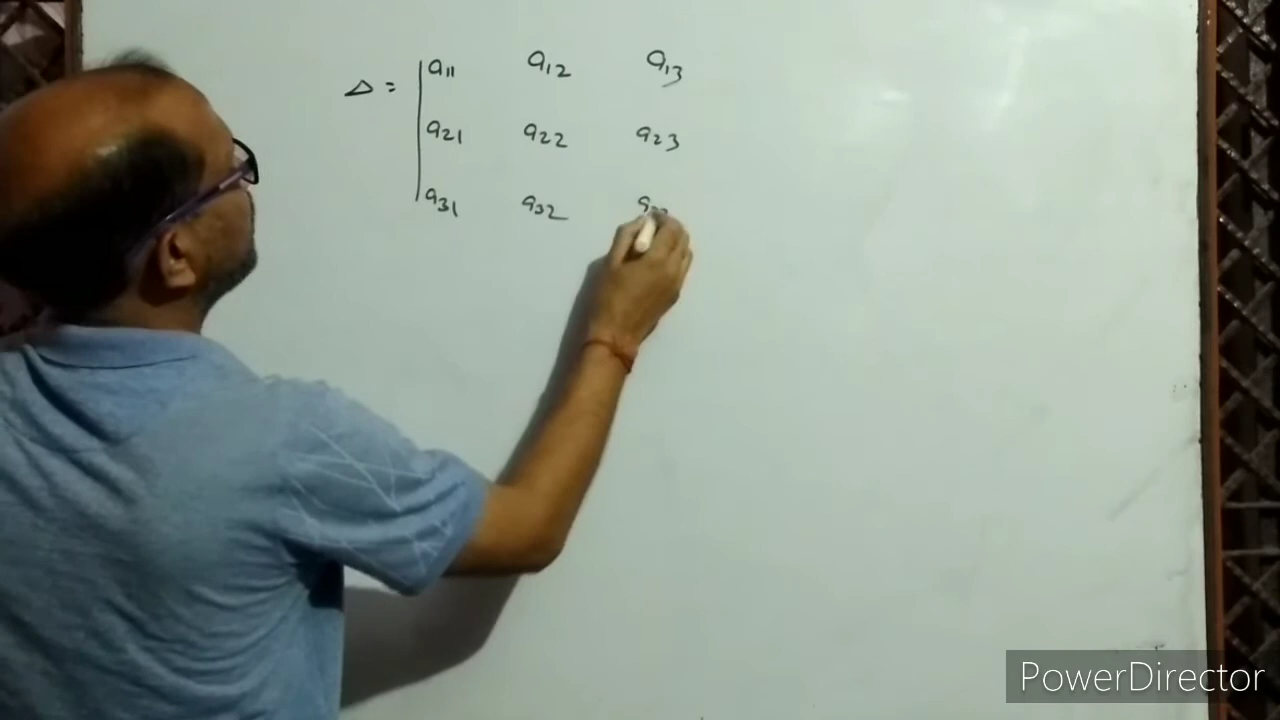 Δ = | a11 a12 a13
a21 a22 a23
a31 a32
PowerDirector